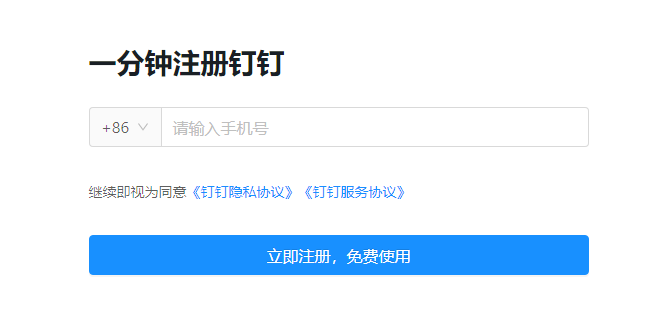 一分钟注册钉钉
+86 请输入手机号
继续即视为同意《钉钉隐私协议》《钉钉服务协议》
立即注册，免费使用